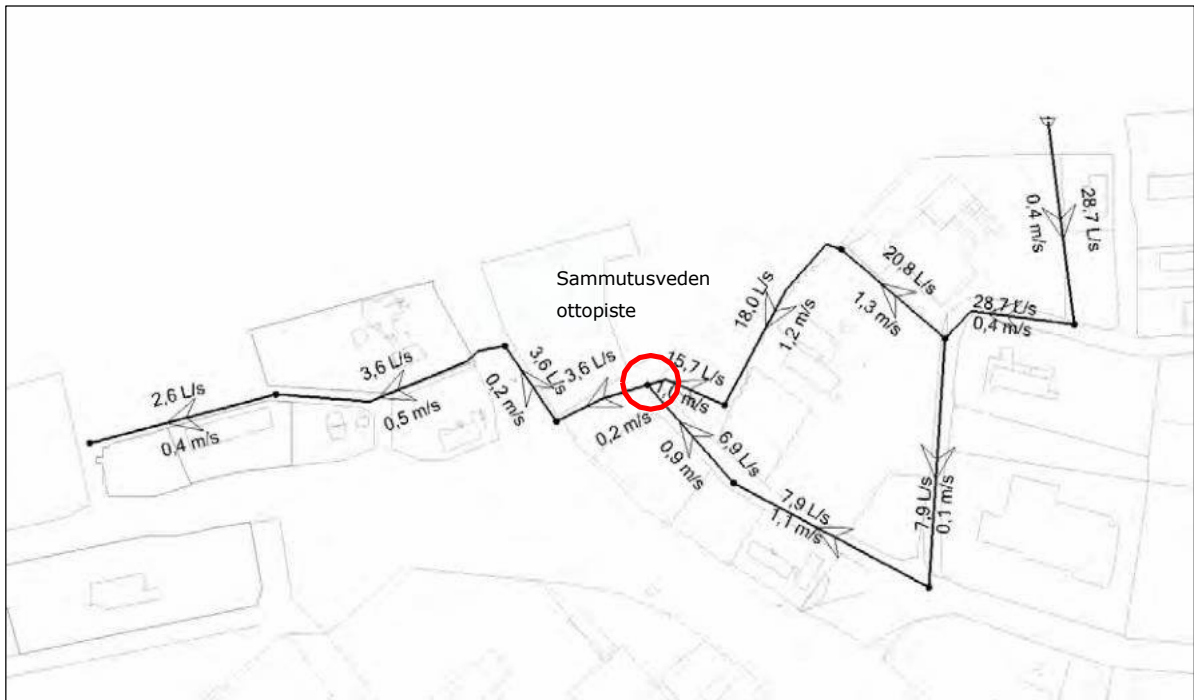 28,7 L/s
0,4 m/s
20,8 L/s
1,3 m/s
28,7 L/s
0,4 m/s
Sammutusveden
ottopiste
18,0 L/s
1,2 m/s
15,7 L/s
m/s
3,6 L/s
0,2 m/s
3,6 L/s
0,2 m/s
3,6 L/s
0,5 m/s
2,6 L/s
0,4 m/s
6,9 L/s
0,9 m/s
7,9 L/s
1,1 m/s
7,9 L/s
0,1 m/s